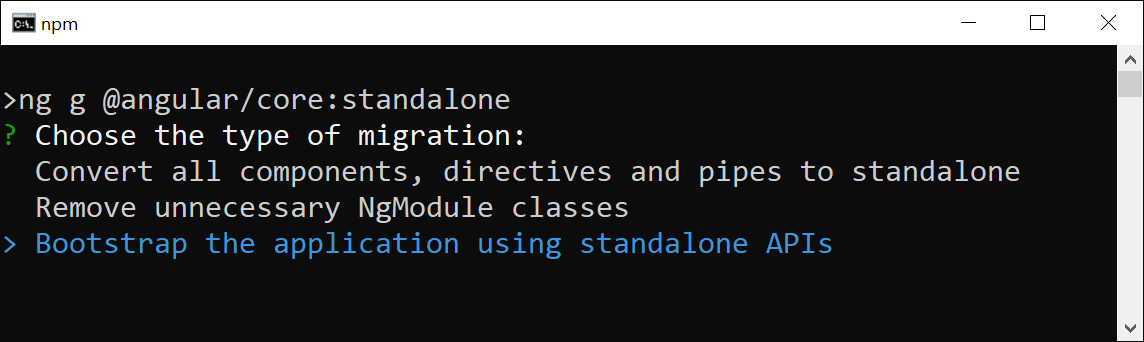 npm
>ng g @angular/core:standalone
? Choose the type of migration:
Convert all components, directives and pipes to standalone
Remove unnecessary NgModule classes
> Bootstrap the application using standalone APIs